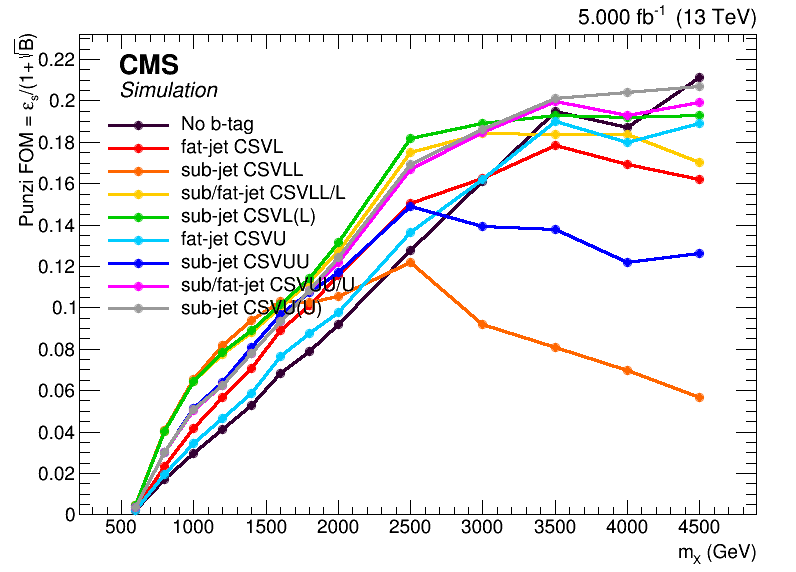 5.000 fb⁻¹ (13 TeV)
Punzi FOM = εₛ/(1+√B)
CMS
Simulation
No b-tag
fat-jet CSVL
sub-jet CSVLL
sub/fat-jet CSVLL/L
sub-jet CSVL(L)
fat-jet CSVU
sub-jet CSVUU
sub/fat-jet CSVUU/U
sub-jet CSVU(U)
0.22
0.2
0.18
0.16
0.14
0.12
0.1
0.08
0.06
0.04
0.02
0
500 1000 1500 2000 2500 3000 3500 4000 4500
m_X (GeV)